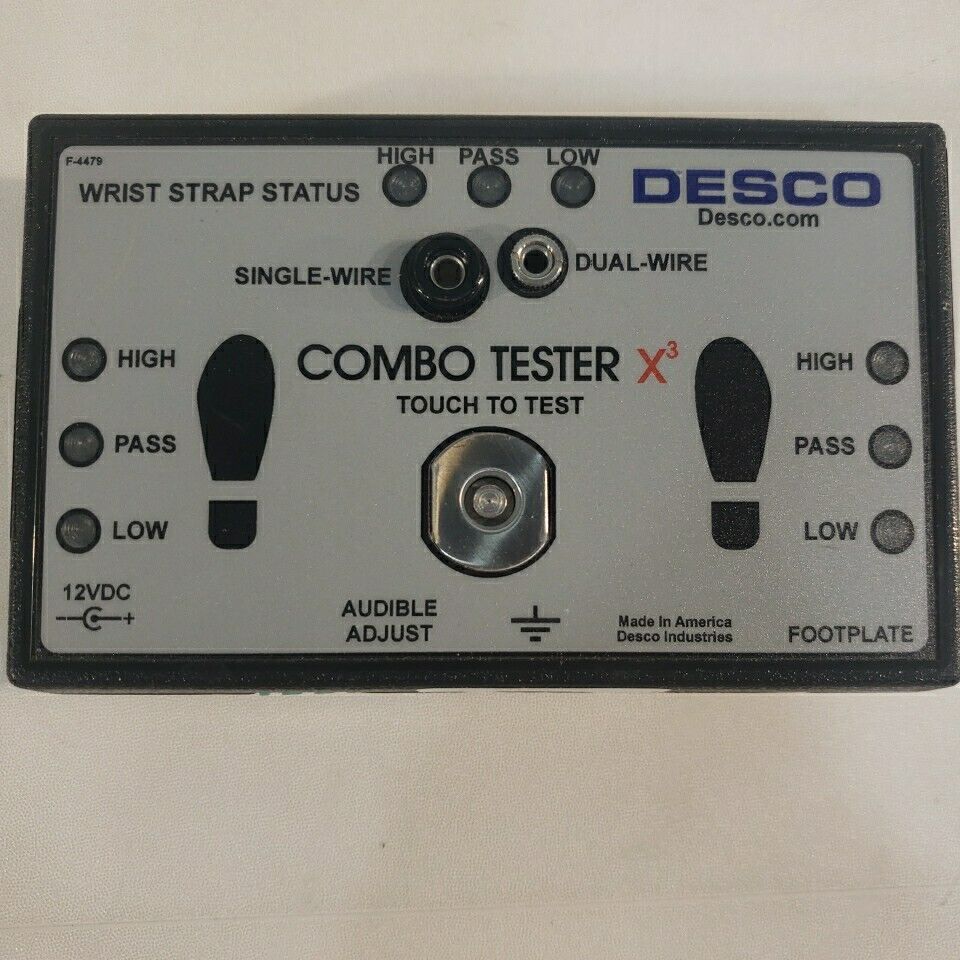 F-4479
HIGH PASS LOW
WRIST STRAP STATUS
DESCO
Desco.com
SINGLE-WIRE
DUAL-WIRE
COMBO TESTER X³
TOUCH TO TEST
HIGH
PASS
LOW
HIGH
PASS
LOW
12VDC
AUDIBLE
ADJUST
Made In America
Desco Industries
FOOTPLATE